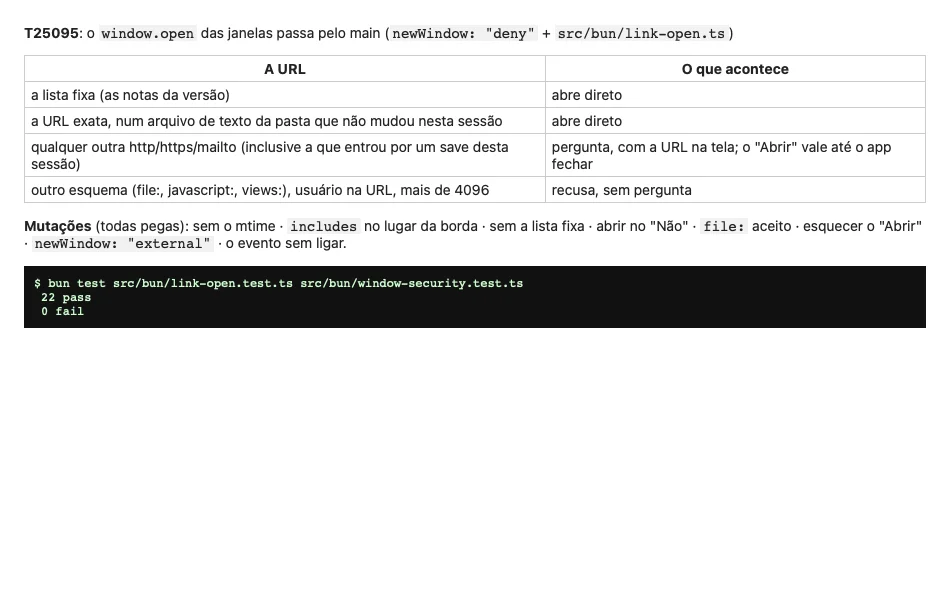 T25095: o window.open das janelas passa pelo main (newWindow: "deny" + src/bun/link-open.ts)
A URL
O que acontece
a lista fixa (as notas da versão)
abre direto
a URL exata, num arquivo de texto da pasta que não mudou nesta sessão
abre direto
qualquer outra http/https/mailto (inclusive a que entrou por um save desta
sessão)
pergunta, com a URL na tela; o "Abrir" vale até o app
fechar
outro esquema (file:, javascript:, views:), usuário na URL, mais de 4096
recusa, sem pergunta
Mutações (todas pegas): sem o mtime · includes no lugar da borda · sem a lista fixa · abrir no "Não" · file: aceito · esquecer o "Abrir"
· newWindow: "external" · o evento sem ligar.
$ bun test src/bun/link-open.test.ts src/bun/window-security.test.ts
22 pass
0 fail